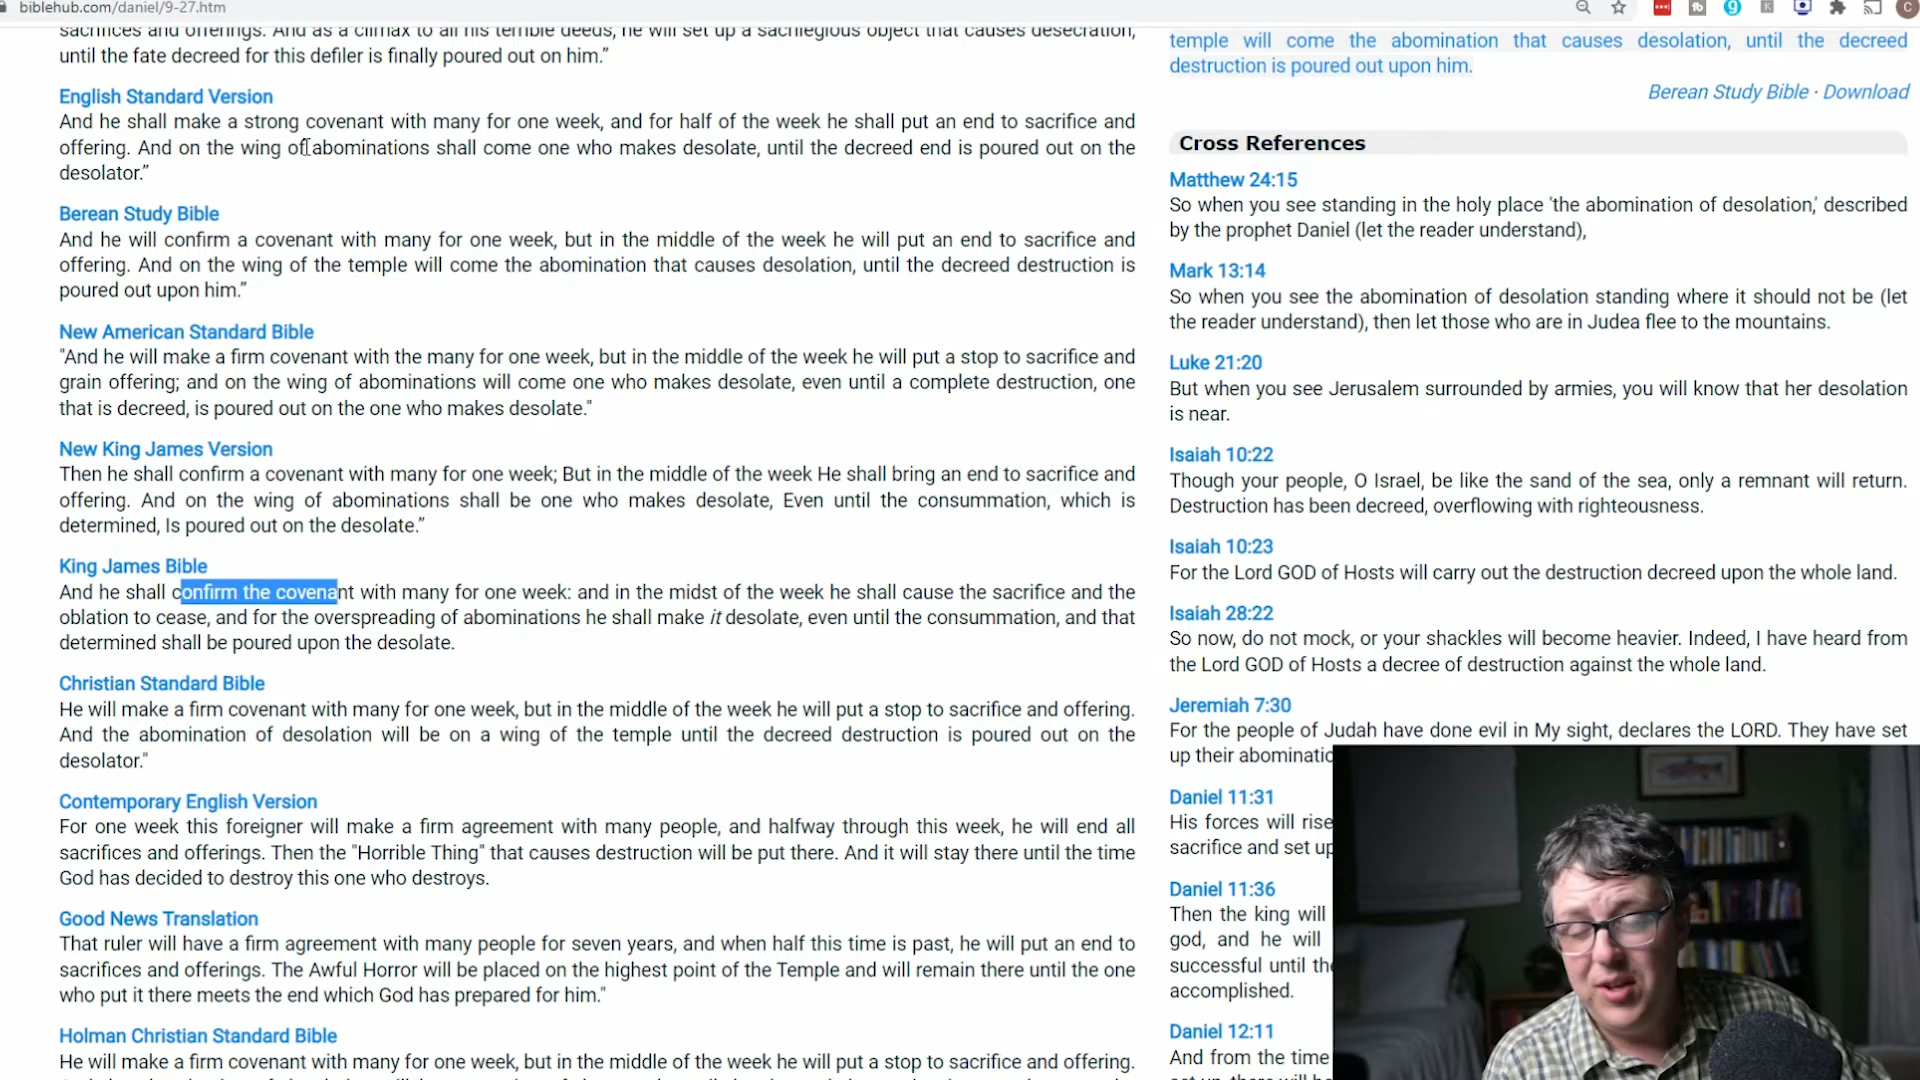 biblehub.com/daniel/9-27.htm
sacrifices and offerings. And as a climax to all his terrible deeds, he will set up a sacrilegious object that causes desecration,
until the fate decreed for this defiler is finally poured out on him.”
English Standard Version
And he shall make a strong covenant with many for one week, and for half of the week he shall put an end to sacrifice and
offering. And on the wing of abominations shall come one who makes desolate, until the decreed end is poured out on the
desolator.”
Berean Study Bible
And he will confirm a covenant with many for one week, but in the middle of the week he will put an end to sacrifice and
offering. And on the wing of the temple will come the abomination that causes desolation, until the decreed destruction is
poured out upon him.”
New American Standard Bible
"And he will make a firm covenant with the many for one week, but in the middle of the week he will put a stop to sacrifice and
grain offering; and on the wing of abominations will come one who makes desolate, even until a complete destruction, one
that is decreed, is poured out on the one who makes desolate."
New King James Version
Then he shall confirm a covenant with many for one week; But in the middle of the week He shall bring an end to sacrifice and
offering. And on the wing of abominations shall be one who makes desolate, Even until the consummation, which is
determined, Is poured out on the desolate.”
King James Bible
And he shall confirm the covenant with many for one week: and in the midst of the week he shall cause the sacrifice and the
oblation to cease, and for the overspreading of abominations he shall make it desolate, even until the consummation, and that
determined shall be poured upon the desolate.
Christian Standard Bible
He will make a firm covenant with many for one week, but in the middle of the week he will put a stop to sacrifice and offering.
And the abomination of desolation will be on a wing of the temple until the decreed destruction is poured out on the
desolator."
Contemporary English Version
For one week this foreigner will make a firm agreement with many people, and halfway through this week, he will end all
sacrifices and offerings. Then the "Horrible Thing" that causes destruction will be put there. And it will stay there until the time
God has decided to destroy this one who destroys.
Good News Translation
That ruler will have a firm agreement with many people for seven years, and when half this time is past, he will put an end to
sacrifices and offerings. The Awful Horror will be placed on the highest point of the Temple and will remain there until the one
who put it there meets the end which God has prepared for him."
Holman Christian Standard Bible
He will make a firm covenant with many for one week, but in the middle of the week he will put a stop to sacrifice and offering.
temple will come the abomination that causes desolation, until the decreed
destruction is poured out upon him.
Berean Study Bible · Download
Cross References
Matthew 24:15
So when you see standing in the holy place 'the abomination of desolation,' described
by the prophet Daniel (let the reader understand),
Mark 13:14
So when you see the abomination of desolation standing where it should not be (let
the reader understand), then let those who are in Judea flee to the mountains.
Luke 21:20
But when you see Jerusalem surrounded by armies, you will know that her desolation
is near.
Isaiah 10:22
Though your people, O Israel, be like the sand of the sea, only a remnant will return.
Destruction has been decreed, overflowing with righteousness.
Isaiah 10:23
For the Lord GOD of Hosts will carry out the destruction decreed upon the whole land.
Isaiah 28:22
So now, do not mock, or your shackles will become heavier. Indeed, I have heard from
the Lord GOD of Hosts a decree of destruction against the whole land.
Jeremiah 7:30
For the people of Judah have done evil in My sight, declares the LORD. They have set
up their abominatio
Daniel 11:31
His forces will rise
sacrifice and set up
Daniel 11:36
Then the king will
god, and he will
successful until the
accomplished.
Daniel 12:11
And from the time